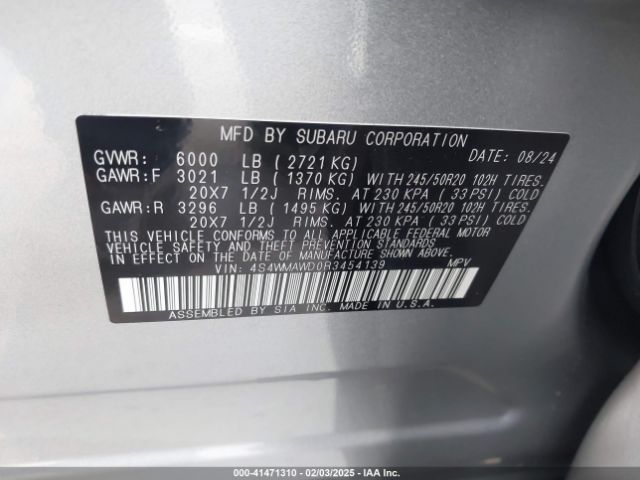 MFD BY SUBARU CORPORATION
GVWR: 6000 LB (2721 KG) DATE: 08/24
GAWR:F 3021 LB (1370 KG) WITH 245/50R20 102H TIRES.
20X7 1/2J RIMS. AT 230 KPA (33 PSI) COLD
GAWR:R 3296 LB (1495 KG) WITH 245/50R20 102H TIRES.
20X7 1/2J RIMS. AT 230 KPA (33 PSI) COLD
THIS VEHICLE CONFORMS TO ALL APPLICABLE FEDERAL MOTOR
VEHICLE SAFETY AND THEFT PREVENTION STANDARDS
IN EFFECT ON THE DATE OF MANUFACTURE SHOWN ABOVE.
VIN: 4S4WMAWD0R3454139 MPV
ASSEMBLED BY SIA INC. MADE IN U.S.A.
000-41471310 - 02/03/2025 - IAA Inc.